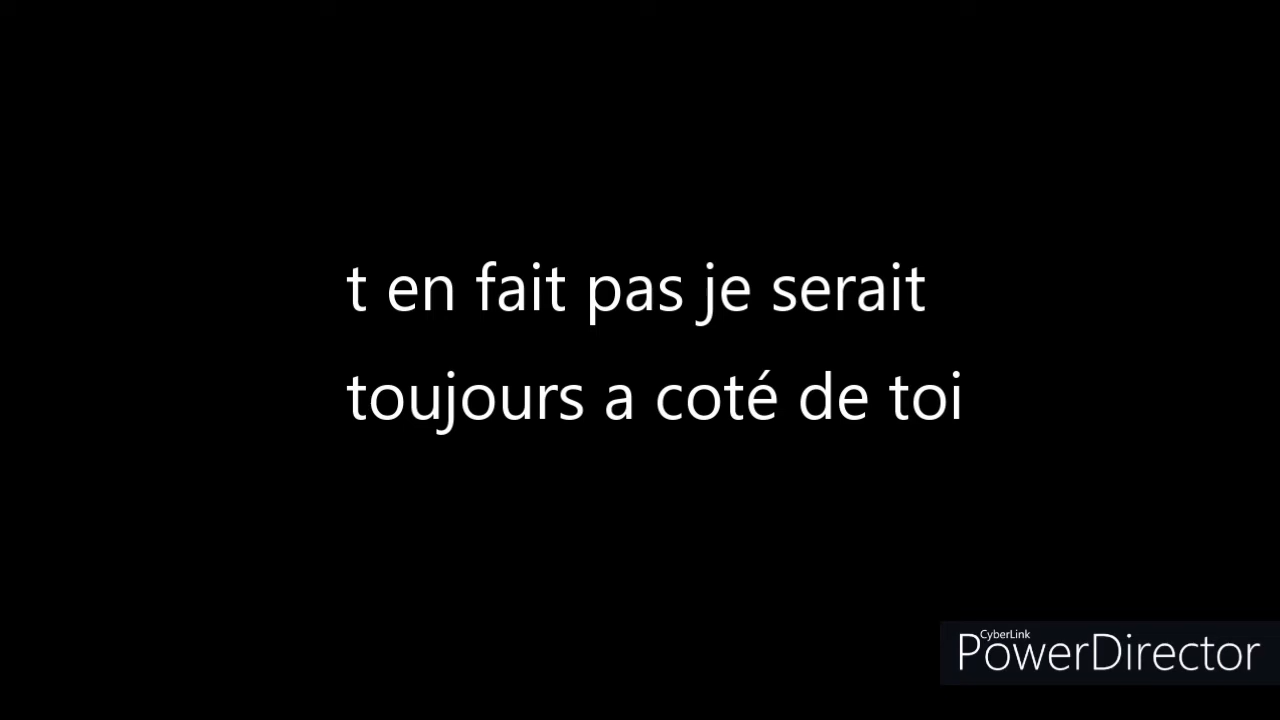 t en fait pas je serait
toujours a coté de toi
CyberLink
PowerDirector